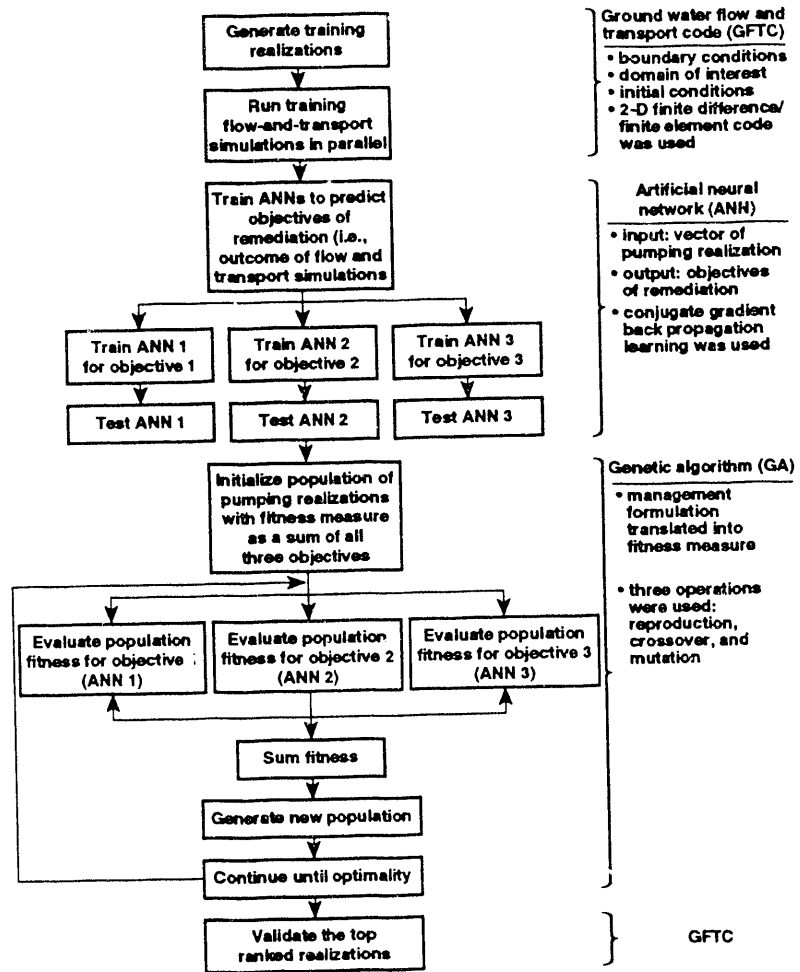 Generate training
realizations
Run training
flow-and-transport
simulations in parallel
Train ANNs to predict
objectives of
remediation (i.e.,
outcome of flow and
transport simulations
Train ANN 1
for objective 1
Train ANN 2
for objective 2
Train ANN 3
for objective 3
Test ANN 1
Test ANN 2
Test ANN 3
Initialize population of
pumping realizations
with fitness measure
as a sum of all
three objectives
Evaluate population
fitness for objective
(ANN 1)
Evaluate population
fitness for objective 2
(ANN 2)
Evaluate population
fitness for objective 3
(ANN 3)
Sum fitness
Generate new population
Continue until optimality
Validate the top
ranked realizations
Ground water flow and
transport code (GFTC)
• boundary conditions
• domain of interest
• initial conditions
• 2-D finite difference/
finite element code
was used
Artificial neural
network (ANN)
• input: vector of
pumping realization
• output: objectives
of remediation
• conjugate gradient
back propagation
learning was used
Genetic algorithm (GA)
• management
formulation
translated into
fitness measure
• three operations
were used:
reproduction,
crossover, and
mutation
GFTC